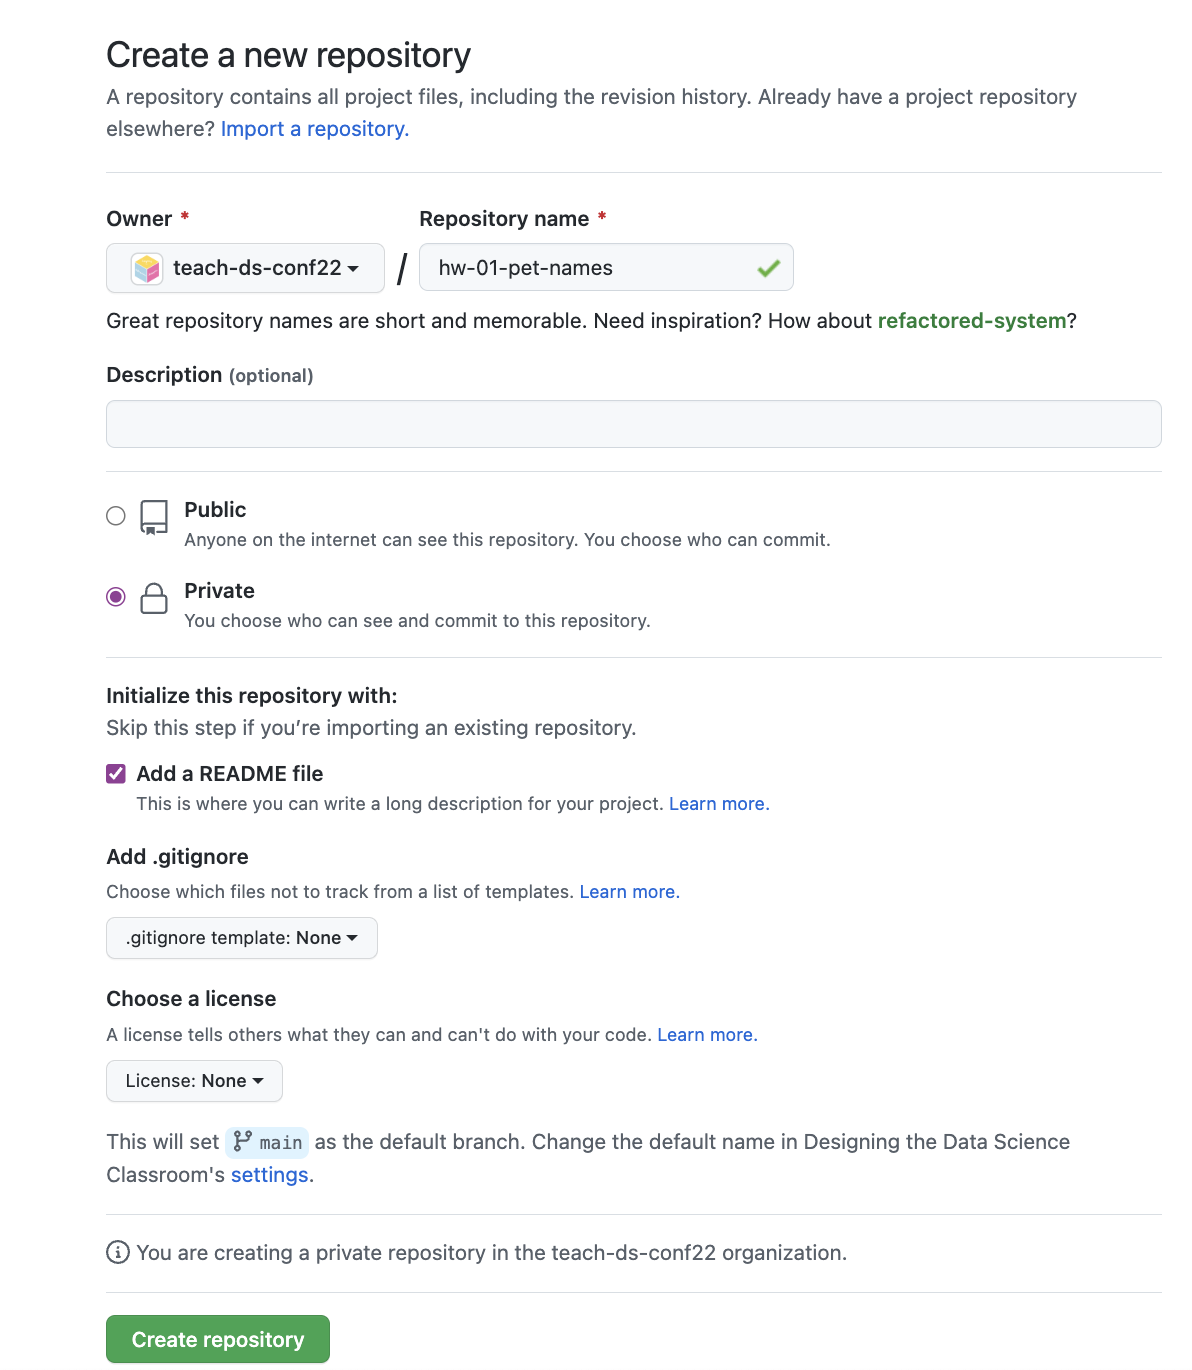 Create a new repository
A repository contains all project files, including the revision history. Already have a project repository
elsewhere? Import a repository.
Owner *
Repository name *
teach-ds-conf22 / hw-01-pet-names
Great repository names are short and memorable. Need inspiration? How about refactored-system?
Description (optional)
Public
Anyone on the internet can see this repository. You choose who can commit.
Private
You choose who can see and commit to this repository.
Initialize this repository with:
Skip this step if you’re importing an existing repository.
Add a README file
This is where you can write a long description for your project. Learn more.
Add .gitignore
Choose which files not to track from a list of templates. Learn more.
.gitignore template: None
Choose a license
A license tells others what they can and can't do with your code. Learn more.
License: None
This will set main as the default branch. Change the default name in Designing the Data Science
Classroom's settings.
You are creating a private repository in the teach-ds-conf22 organization.
Create repository